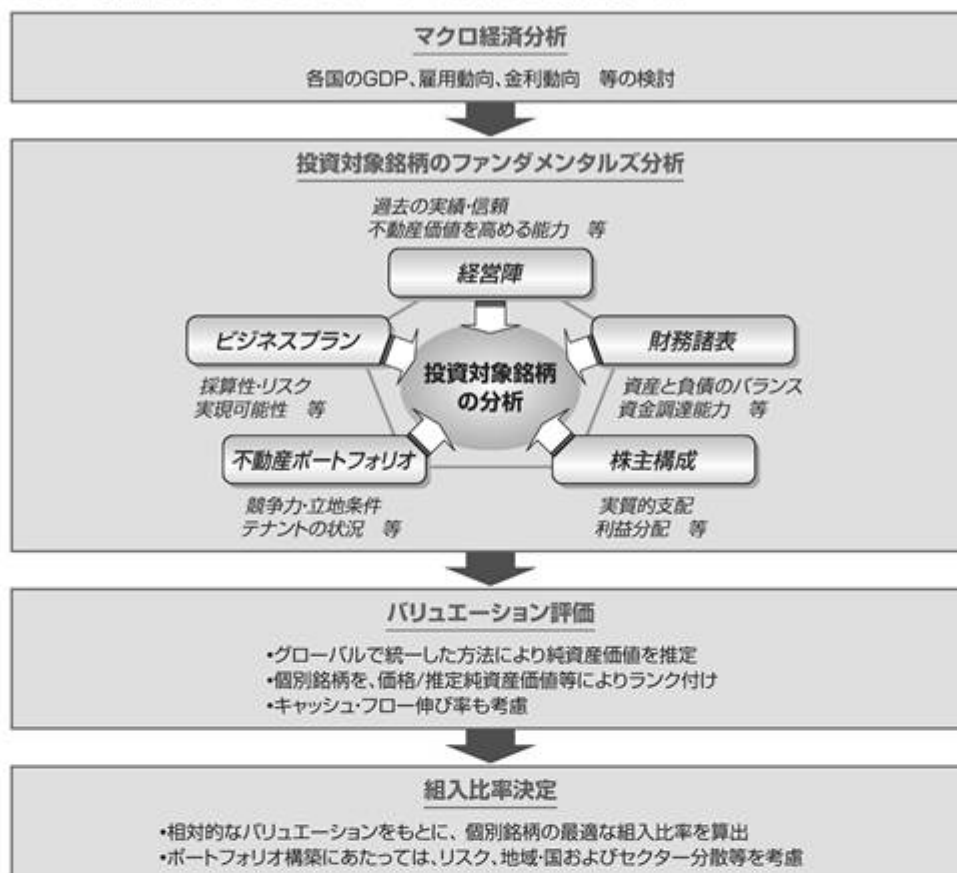 マクロ経済分析
各国のGDP、雇用動向、金利動向　等の検討
投資対象銘柄のファンダメンタルズ分析
過去の実績・信頼
不動産価値を高める能力　等
経営陣
ビジネスプラン
採算性・リスク
実現可能性　等
財務諸表
資産と負債のバランス
資金調達能力　等
投資対象銘柄
の分析
不動産ポートフォリオ
競争力・立地条件
テナントの状況　等
株主構成
実質的支配
利益分配　等
バリュエーション評価
•グローバルで統一した方法により純資産価値を推定
•個別銘柄を、価格/推定純資産価値等によりランク付け
•キャッシュ・フロー伸び率も考慮
組入比率決定
•相対的なバリュエーションをもとに、個別銘柄の最適な組入比率を算出
•ポートフォリオ構築にあたっては、リスク、地域・国およびセクター分散等を考慮